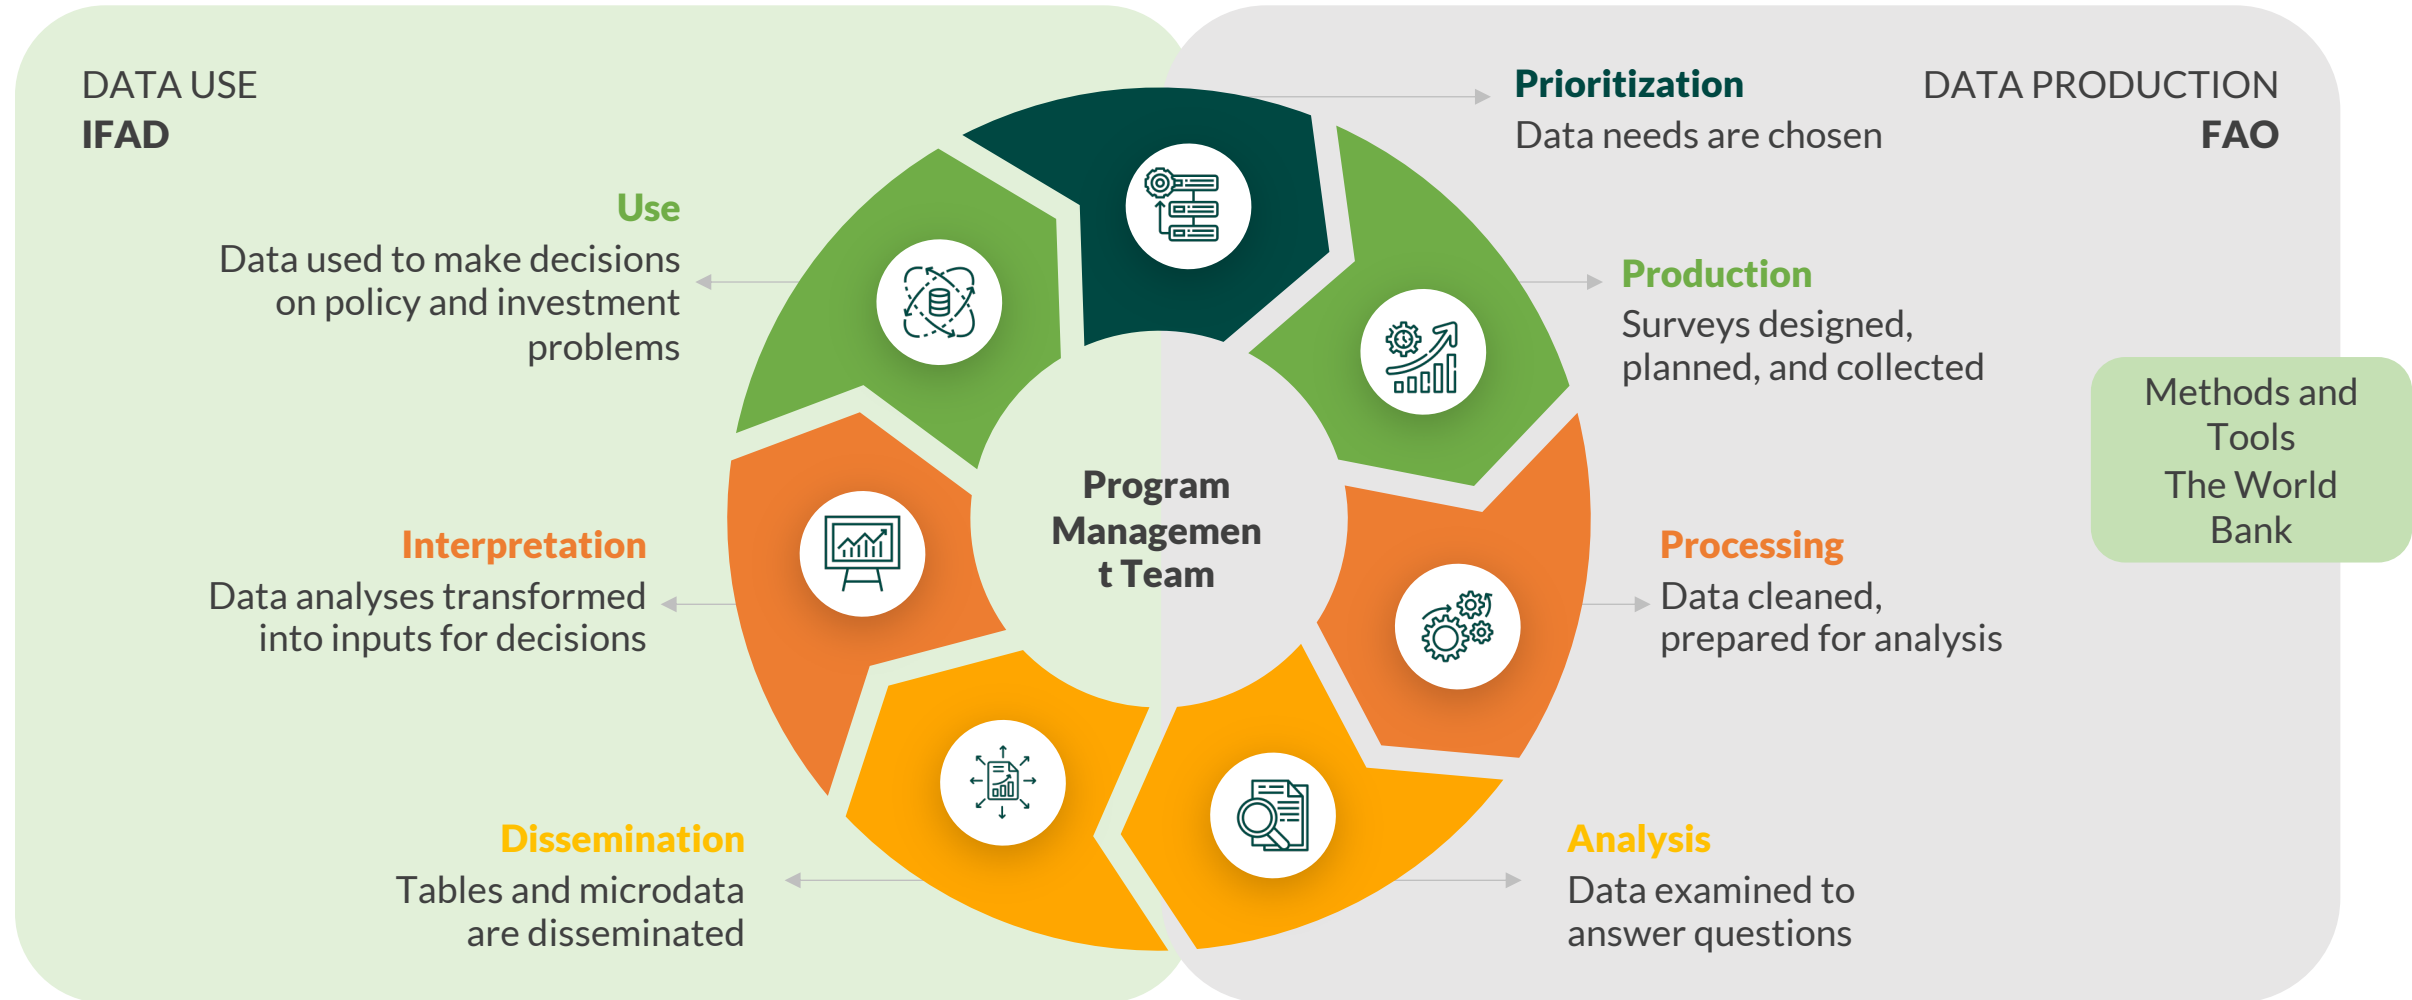 DATA USE
IFAD
Use
Data used to make decisions
on policy and investment
problems
Interpretation
Data analyses transformed
into inputs for decisions
Dissemination
Tables and microdata
are disseminated
Program
Managemen
t Team
Prioritization
Data needs are chosen
DATA PRODUCTION
FAO
Production
Surveys designed,
planned, and collected
Methods and
Tools
The World
Bank
Processing
Data cleaned,
prepared for analysis
Analysis
Data examined to
answer questions